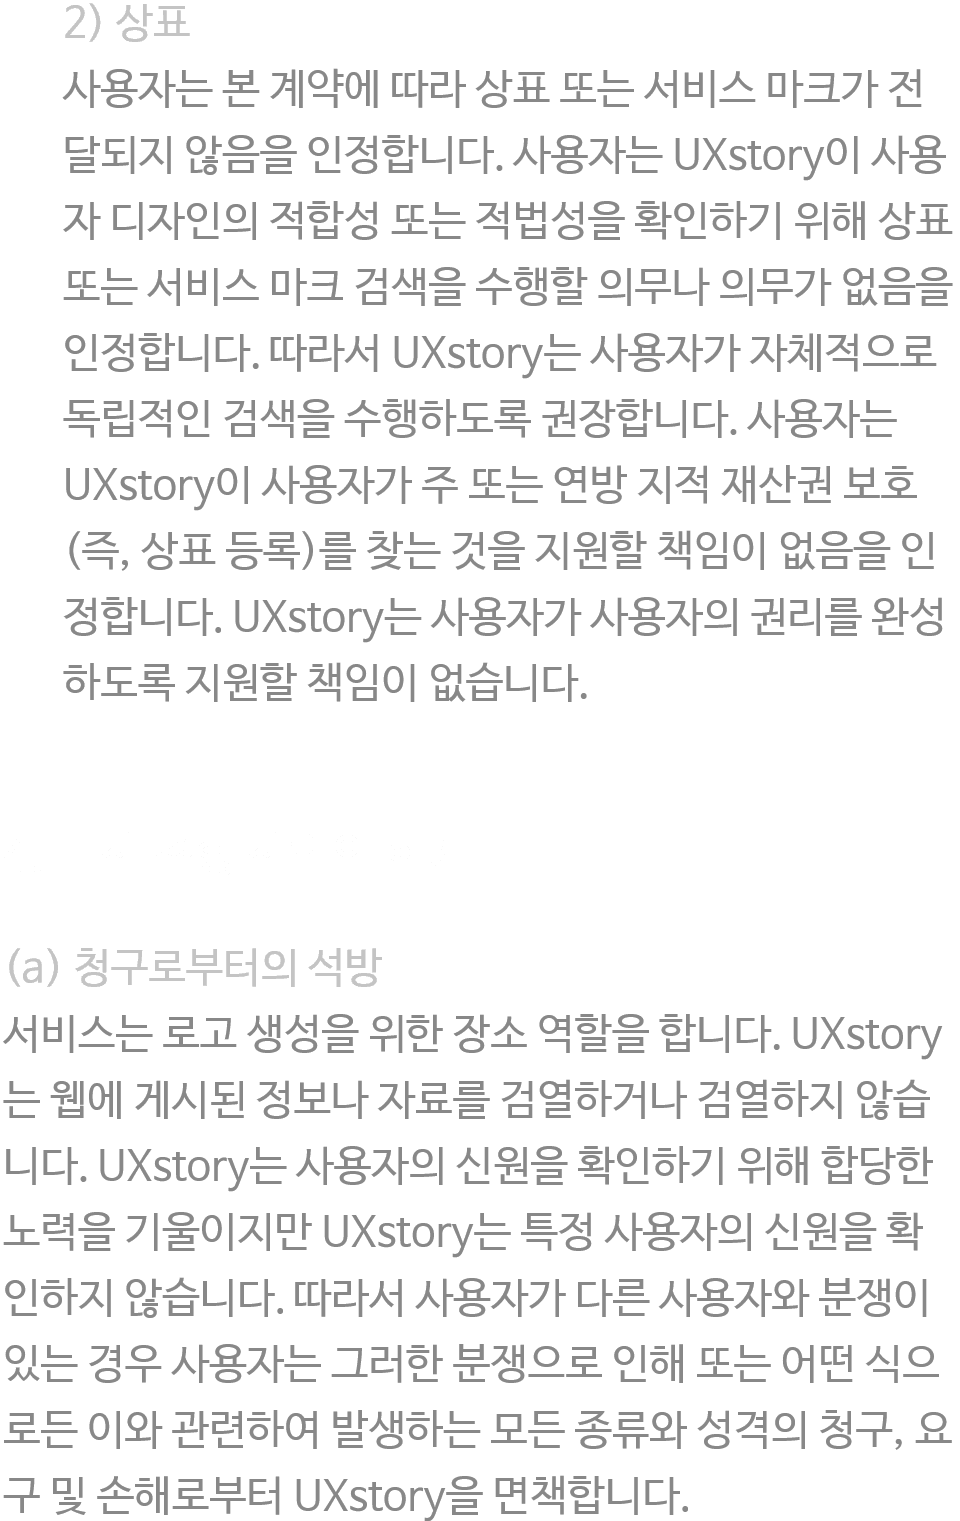 2) 상표
사용자는 본 계약에 따라 상표 또는 서비스 마크가 전
달되지 않음을 인정합니다. 사용자는 UXstory이 사용
자 디자인의 적합성 또는 적법성을 확인하기 위해 상표
또는 서비스 마크 검색을 수행할 의무나 의무가 없음을
인정합니다. 따라서 UXstory는 사용자가 자체적으로
독립적인 검색을 수행하도록 권장합니다. 사용자는
UXstory이 사용자가 주 또는 연방 지적 재산권 보호
(즉, 상표 등록)를 찾는 것을 지원할 책임이 없음을 인
정합니다. UXstory는 사용자가 사용자의 권리를 완성
하도록 지원할 책임이 없습니다.
(a) 청구로부터의 석방
서비스는 로고 생성을 위한 장소 역할을 합니다. UXstory
는 웹에 게시된 정보나 자료를 검열하거나 검열하지 않습
니다. UXstory는 사용자의 신원을 확인하기 위해 합당한
노력을 기울이지만 UXstory는 특정 사용자의 신원을 확
인하지 않습니다. 따라서 사용자가 다른 사용자와 분쟁이
있는 경우 사용자는 그러한 분쟁으로 인해 또는 어떤 식으
로든 이와 관련하여 발생하는 모든 종류와 성격의 청구, 요
구 및 손해로부터 UXstory을 면책합니다.